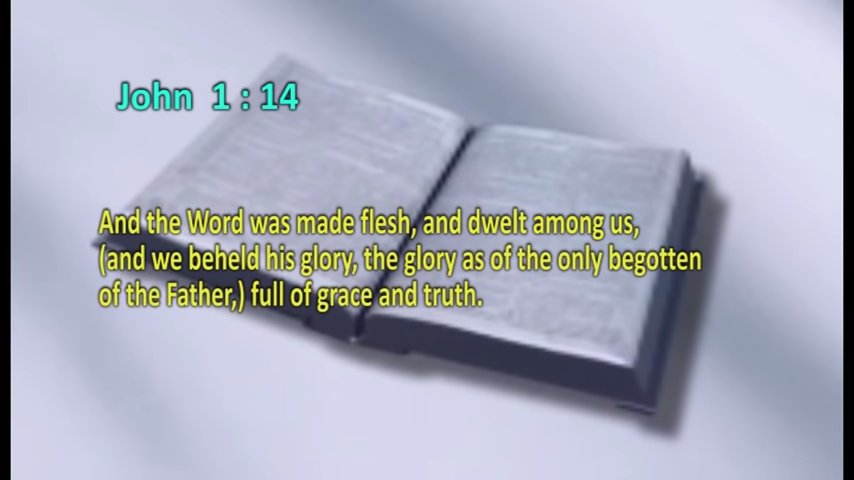 John 1 : 14
And the Word was made flesh, and dwelt among us,
(and we beheld his glory, the glory as of the only begotten
of the Father,) full of grace and truth.